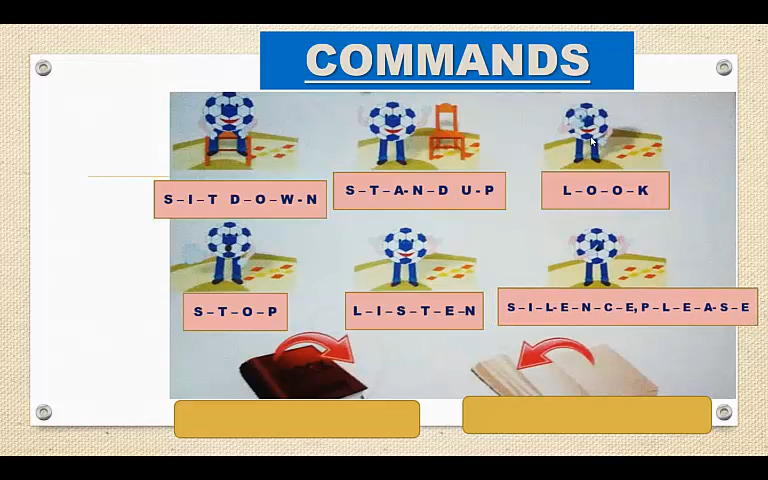 COMMANDS
S – I – T  D – O – W - N
S – T – A - N – D  U - P
L – O – O – K
S – T – O – P
L – I – S – T – E – N
S – I – L - E – N – C – E, P – L – E – A - S – E